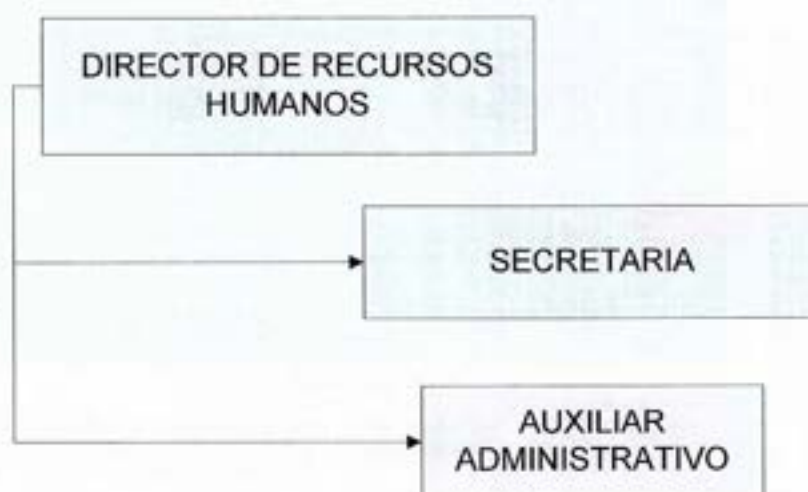 DIRECTOR DE RECURSOS
HUMANOS
SECRETARIA
AUXILIAR
ADMINISTRATIVO